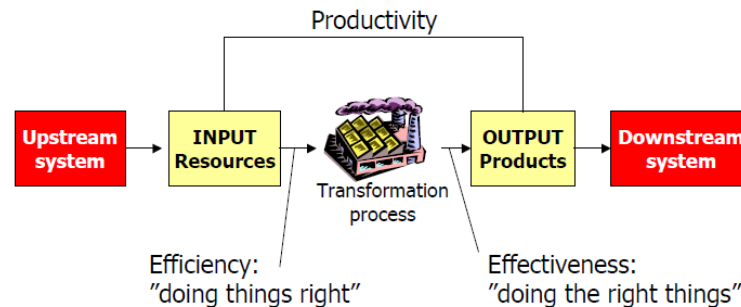 Productivity
Upstream
system
INPUT
Resources
Transformation
process
OUTPUT
Products
Downstream
system
Efficiency:
”doing things right”
Effectiveness:
”doing the right things”